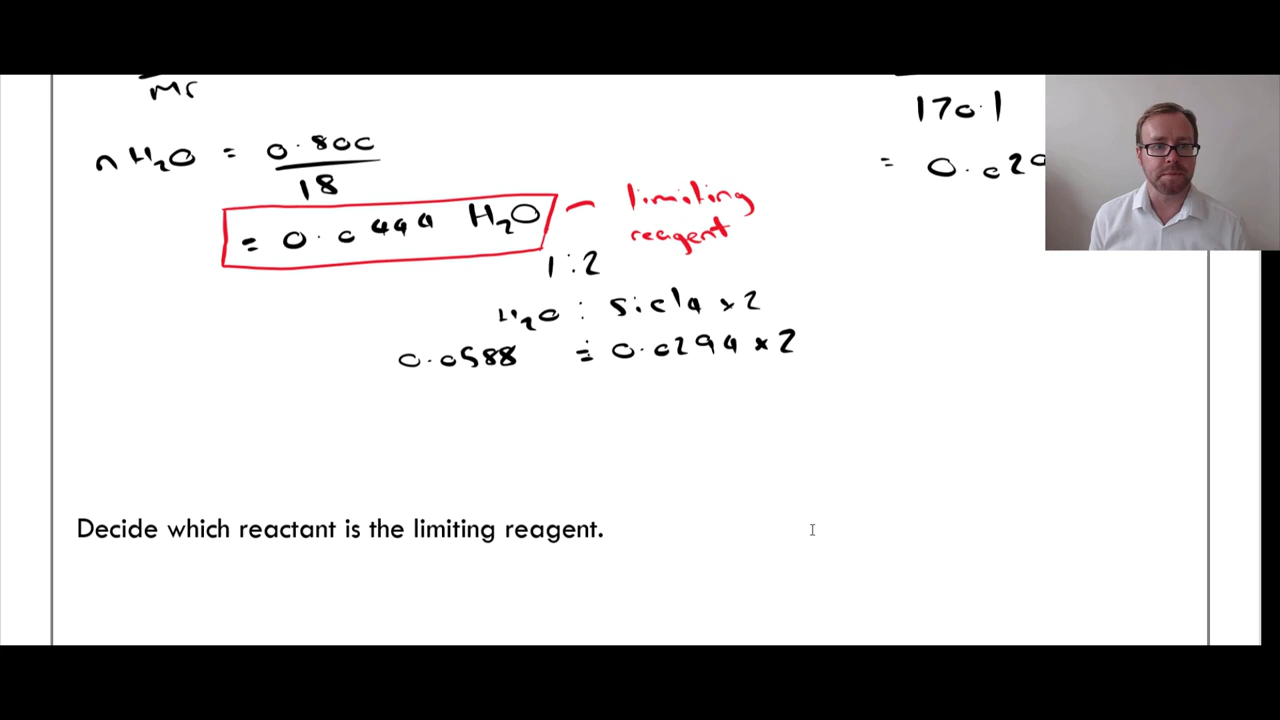 Mr
170.1
n H₂O = 0.800
18
= 0.029
= 0.0444 H₂O
limiting
reagent
1:2
H₂O : SiCl4 x 2
0.0588 = 0.0294 x 2
Decide which reactant is the limiting reagent.